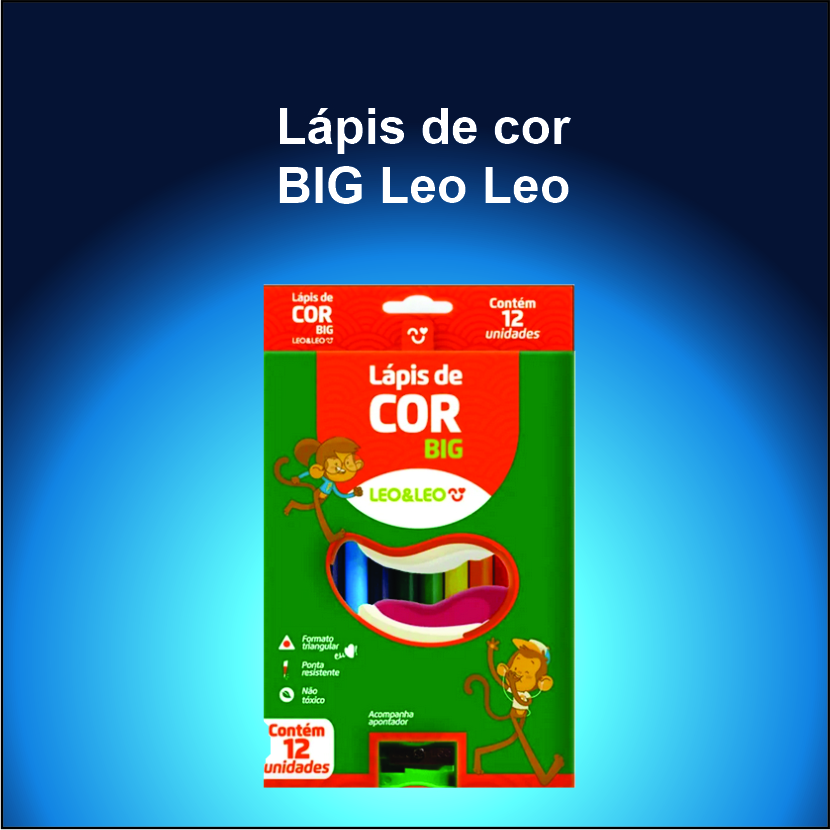 Lápis de cor
BIG Leo Leo
Lápis de
COR
BIG
LEO&LEO
Contém
12
unidades
Lápis de
COR
BIG
LEO&LEO
Formato
triangular
eu
Ponta
resistente
Não
tóxico
Acompanha
apontador
Contém
12
unidades